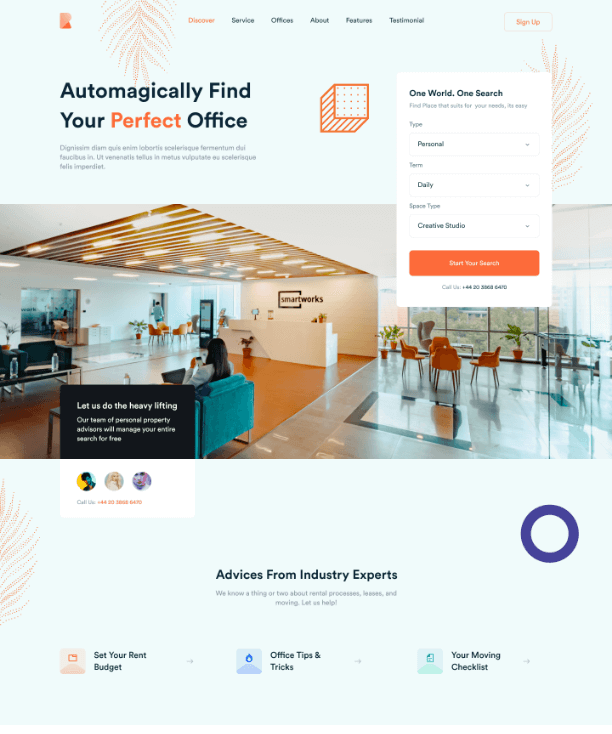 Discover Service Offices About Features Testimonial Sign Up
Automagically Find
Your Perfect Office
Dignissim diam quis enim lobortis scelerisque fermentum dui
faucibus in. Ut venenatis tellus in metus vulputate eu scelerisque
felis imperdiet.
One World. One Search
Find Place that suits for your needs, its easy
Type
Personal
Term
Daily
Space Type
Creative Studio
Start Your Search
Call Us: +44 20 3868 6470
smartworks
Let us do the heavy lifting
Our team of personal property
advisors will manage your entire
search for free
Call Us: +44 20 3868 6470
Advices From Industry Experts
We know a thing or two about rental processes, leases, and
moving. Let us help!
Set Your Rent
Budget
Office Tips &
Tricks
Your Moving
Checklist